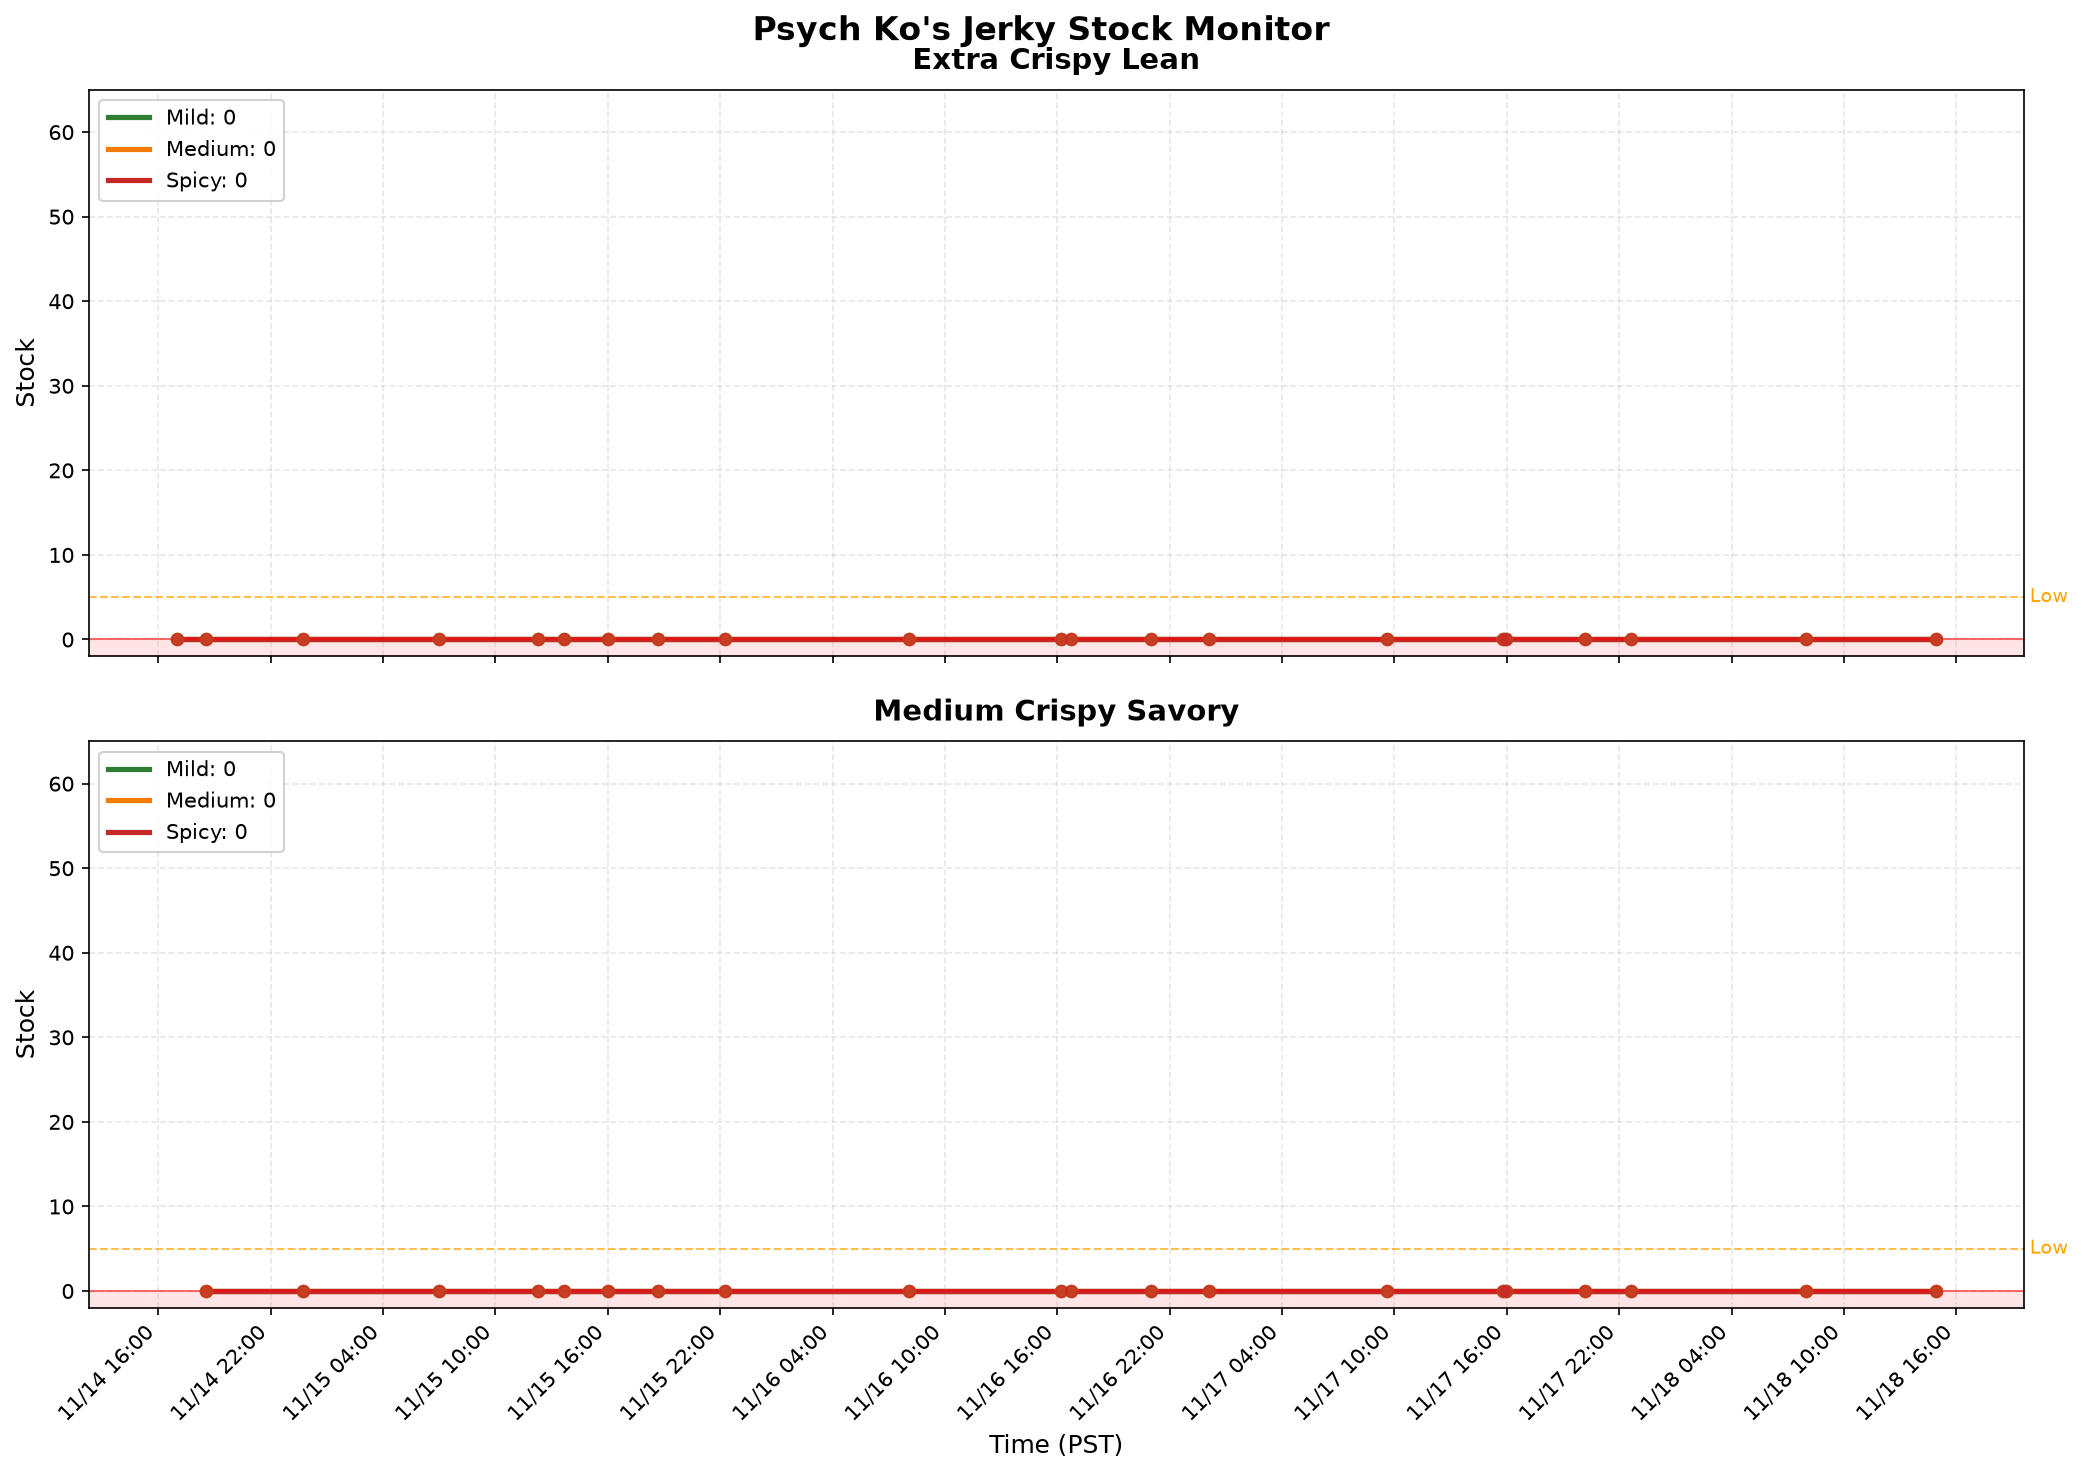 Psych Ko's Jerky Stock Monitor
Extra Crispy Lean
Mild: 0
Medium: 0
Spicy: 0
60
50
40
30
20
10
0
Stock
Low
Medium Crispy Savory
Mild: 0
Medium: 0
Spicy: 0
60
50
40
30
20
10
0
Stock
Low
11/14 16:00
11/14 22:00
11/15 04:00
11/15 10:00
11/15 16:00
11/15 22:00
11/16 04:00
11/16 10:00
11/16 16:00
11/16 22:00
11/17 04:00
11/17 10:00
11/17 16:00
11/17 22:00
11/18 04:00
11/18 10:00
11/18 16:00
Time (PST)